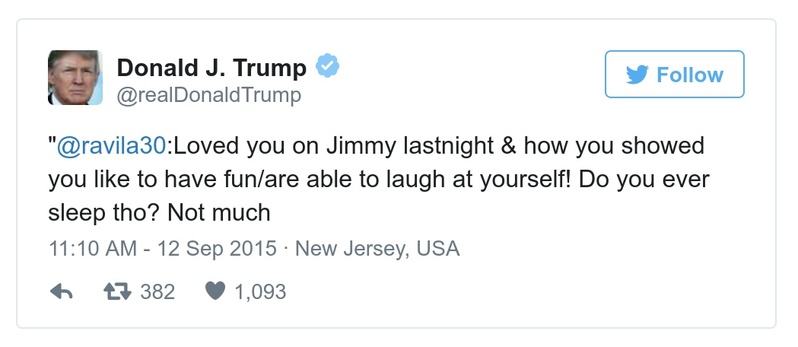 Donald J. Trump
@realDonaldTrump
Follow
"@ravila30:Loved you on Jimmy lastnight & how you showed
you like to have fun/are able to laugh at yourself! Do you ever
sleep tho? Not much
11:10 AM - 12 Sep 2015 · New Jersey, USA
382 1,093